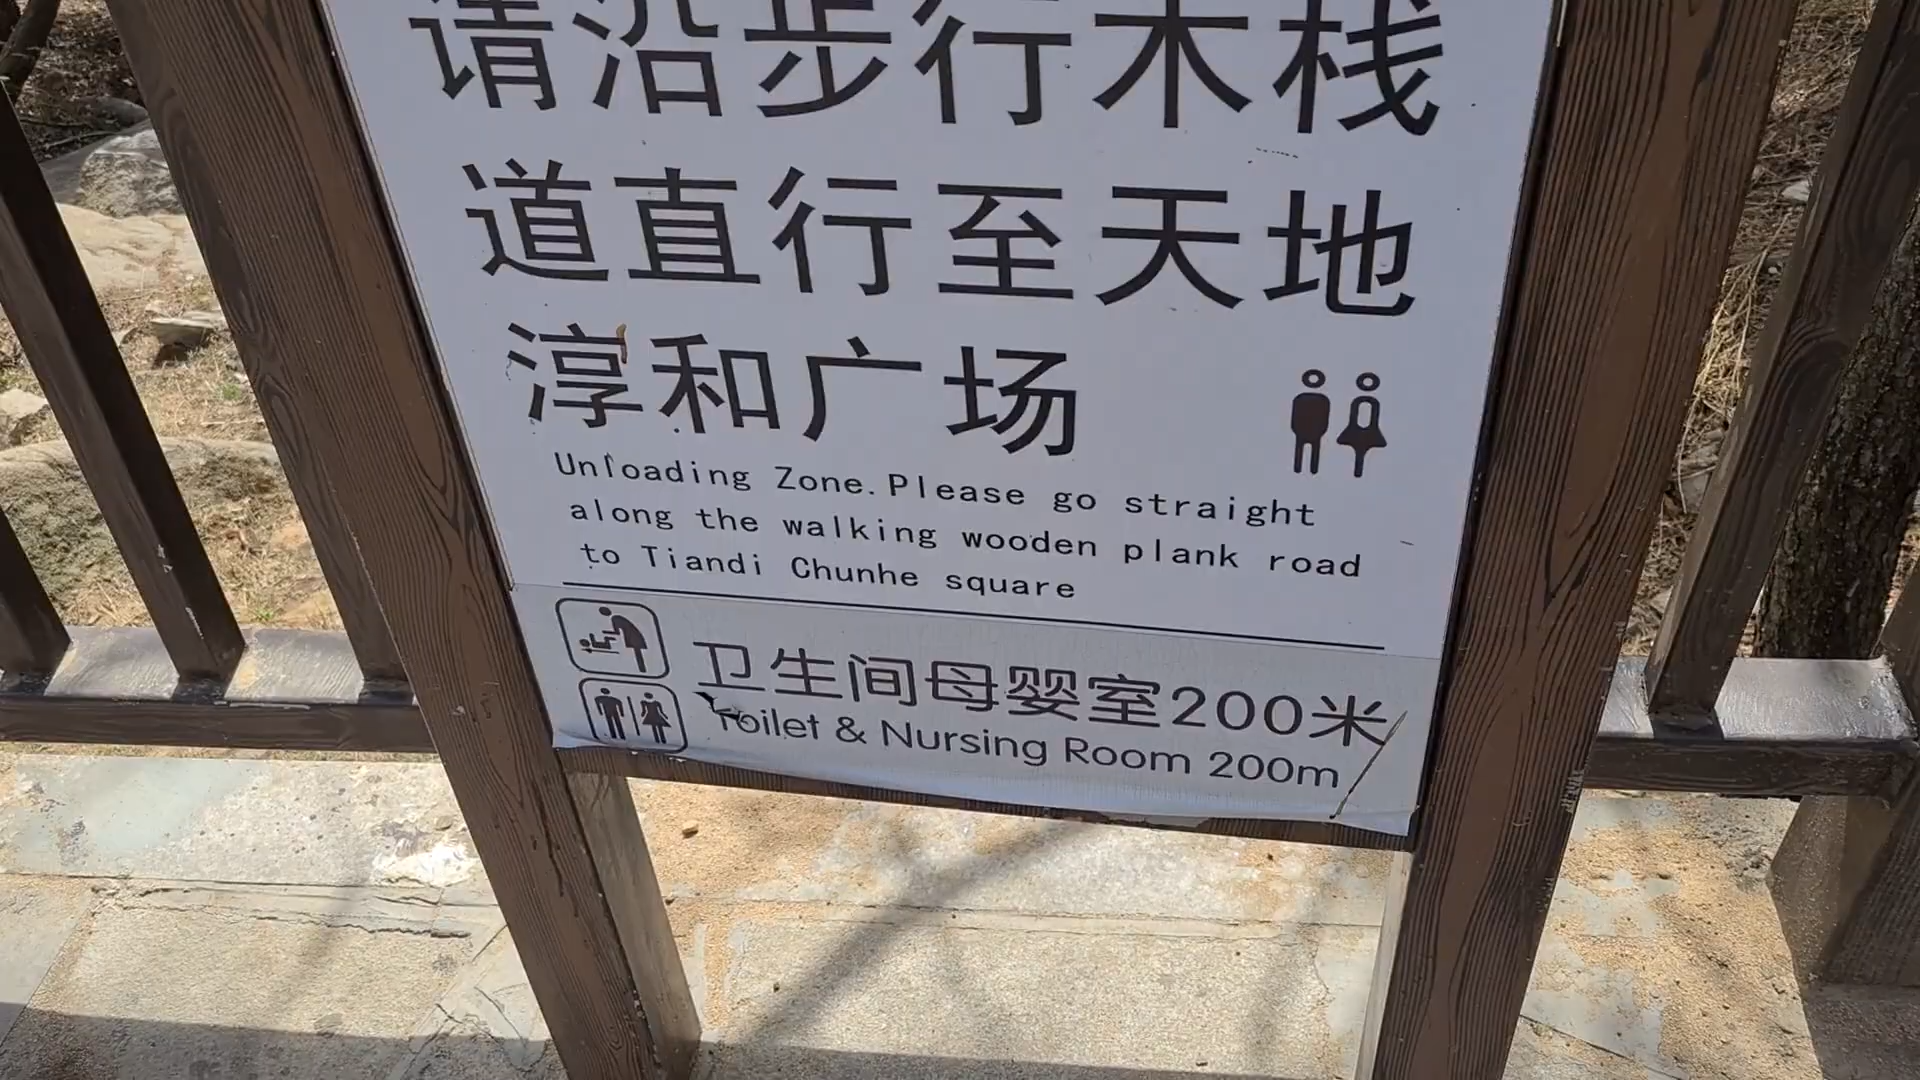 请沿步行木栈
道直行至天地
淳和广场
Unloading Zone.Please go straight
along the walking wooden plank road
to Tiandi Chunhe square
卫生间母婴室200米
Toilet & Nursing Room 200m